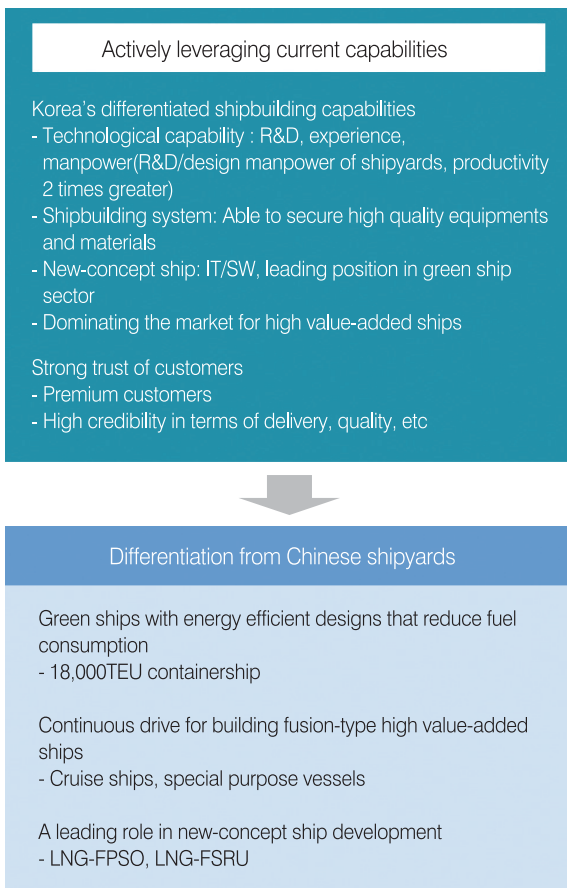 Actively leveraging current capabilities
Korea's differentiated shipbuilding capabilities
- Technological capability : R&D, experience,
manpower(R&D/design manpower of shipyards, productivity
2 times greater)
- Shipbuilding system: Able to secure high quality equipments
and materials
- New-concept ship: IT/SW, leading position in green ship
sector
- Dominating the market for high value-added ships
Strong trust of customers
- Premium customers
- High credibility in terms of delivery, quality, etc
Differentiation from Chinese shipyards
Green ships with energy efficient designs that reduce fuel
consumption
- 18,000TEU containership
Continuous drive for building fusion-type high value-added
ships
- Cruise ships, special purpose vessels
A leading role in new-concept ship development
- LNG-FPSO, LNG-FSRU